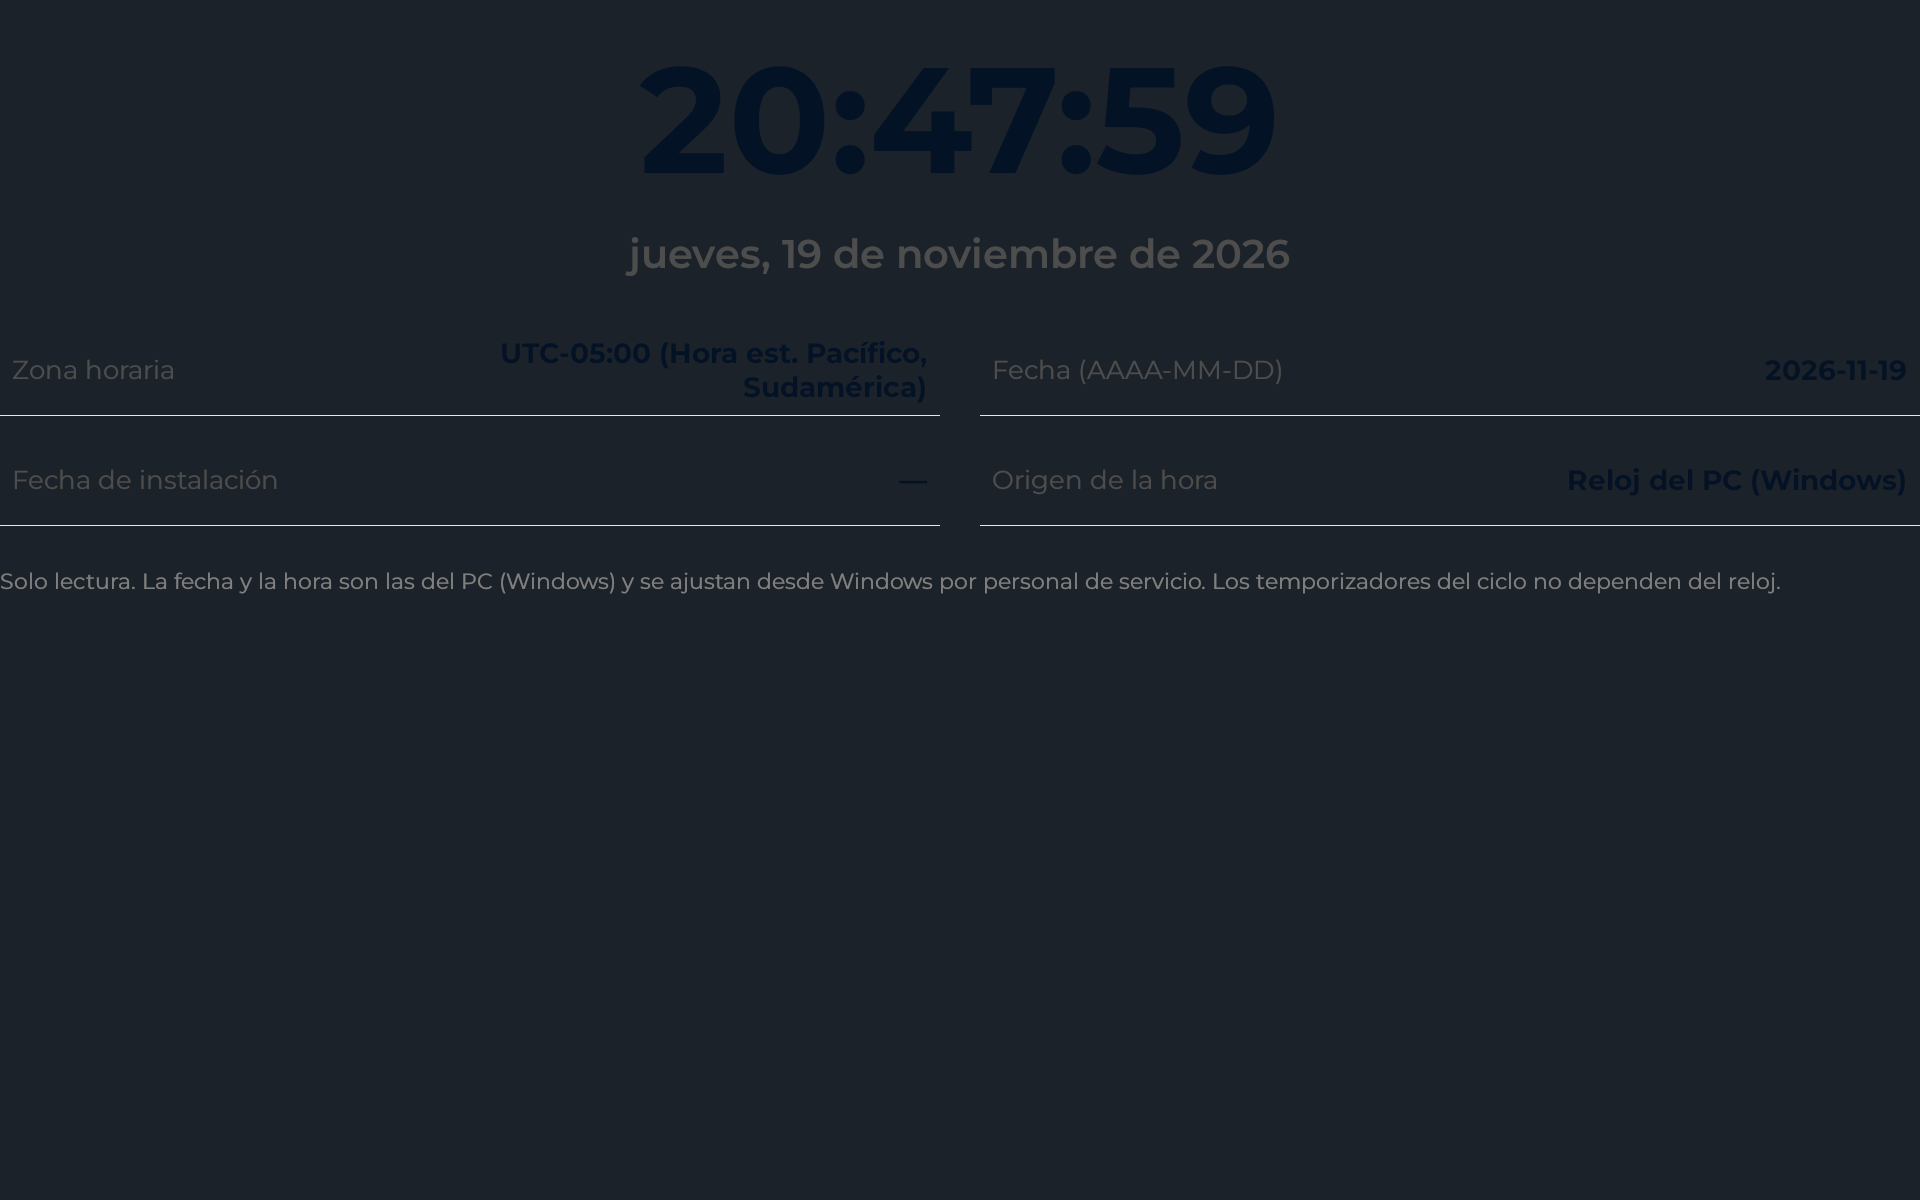 20:47:59
jueves, 19 de noviembre de 2026
Zona horaria
UTC-05:00 (Hora est. Pacífico,
Sudamérica)
Fecha (AAAA-MM-DD)
2026-11-19
Fecha de instalación
—
Origen de la hora
Reloj del PC (Windows)
Solo lectura. La fecha y la hora son las del PC (Windows) y se ajustan desde Windows por personal de servicio. Los temporizadores del ciclo no dependen del reloj.